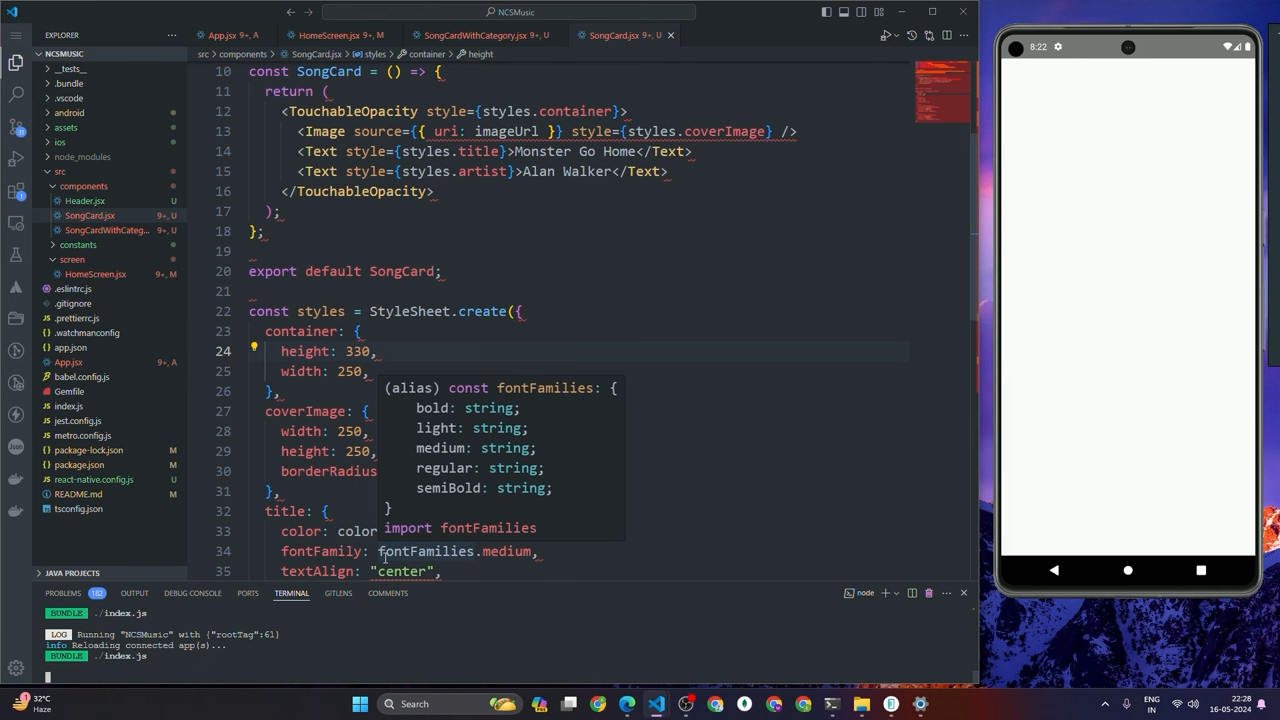 NCSMusic
EXPLORER
NCSMUSIC
__tests__
.bundle
.vscode
android
assets
ios
node_modules
src
components
Header.jsx U
SongCard.jsx 9+, U
SongCardWithCateg... 9+, U
constants
screen
HomeScreen.jsx 9+, M
.eslintrc.js
.gitignore
.prettierrc.js
.watchmanconfig
app.json
App.jsx 9+, A
babel.config.js
Gemfile
index.js
jest.config.js
metro.config.js
package-lock.json M
package.json M
react-native.config.js U
README.md M
tsconfig.json
JAVA PROJECTS
App.jsx 9+, A
HomeScreen.jsx 9+, M
SongCardWithCategory.jsx 9+, U
SongCard.jsx 9+, U
src > components > SongCard.jsx > styles > container > height
10 const SongCard = () => {
11 return (
12 <TouchableOpacity style={styles.container}>
13 <Image source={{ uri: imageUrl }} style={styles.coverImage} />
14 <Text style={styles.title}>Monster Go Home</Text>
15 <Text style={styles.artist}>Alan Walker</Text>
16 </TouchableOpacity>
17 );
18 };
19
20 export default SongCard;
21
22 const styles = StyleSheet.create({
23 container: {
24 height: 330,
25 width: 250,
26 },
27 coverImage: {
28 width: 250,
29 height: 250,
30 borderRadius
31 },
32 title: {
33 color: color
34 fontFamily: fontFamilies.medium,
35 textAlign: "center",
(alias) const fontFamilies: {
bold: string;
light: string;
medium: string;
regular: string;
semiBold: string;
}
import fontFamilies
PROBLEMS 182 OUTPUT DEBUG CONSOLE PORTS TERMINAL GITLENS COMMENTS
node
BUNDLE ./index.js
LOG Running "NCSMusic" with {"rootTag":61}
info Reloading connected app(s)...
BUNDLE ./index.js
8:22
1
32°C
Haze
Search
ENG
IN
22:28
16-05-2024